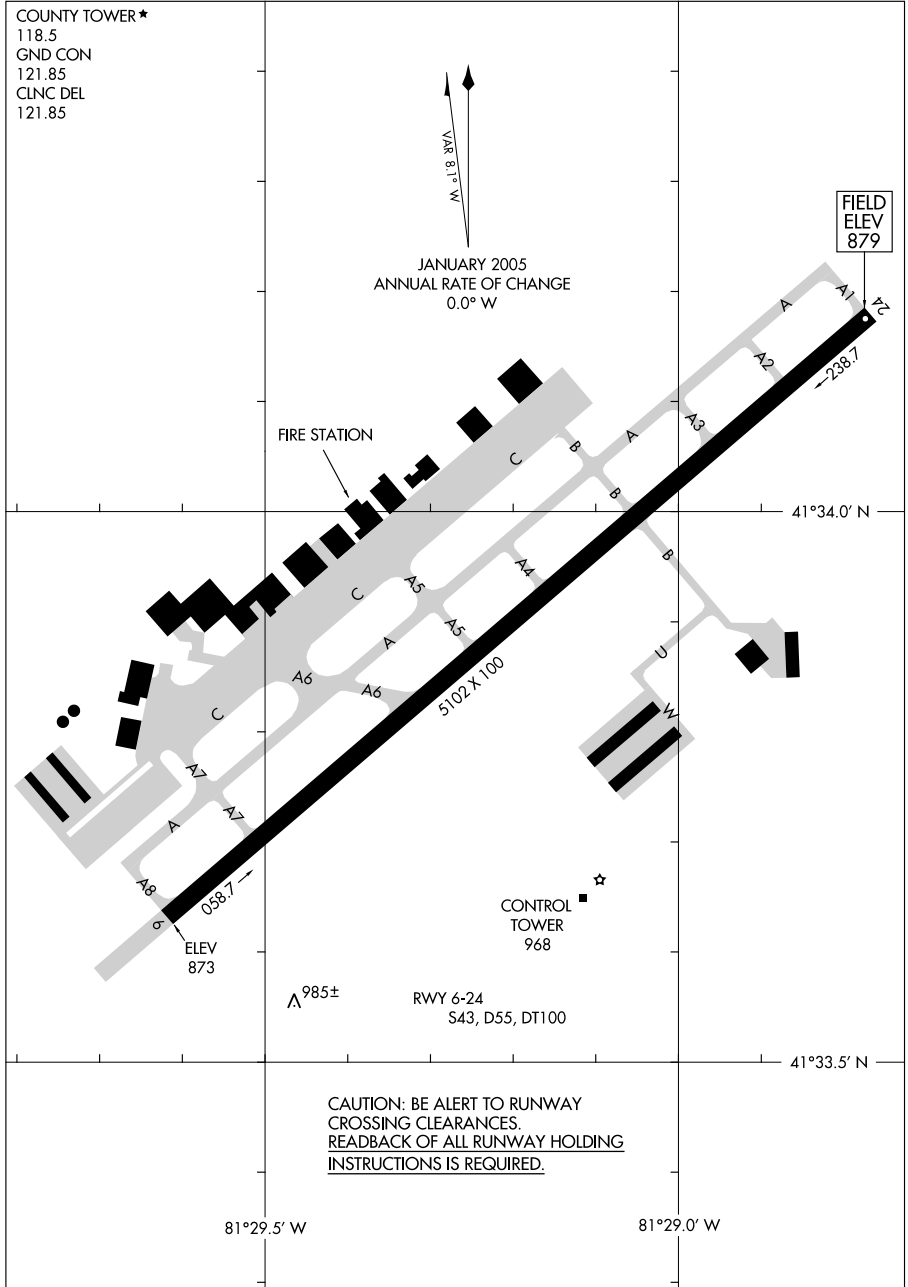 COUNTY TOWER★
118.5
GND CON
121.85
CLNC DEL
121.85
VAR 8.1° W
JANUARY 2005
ANNUAL RATE OF CHANGE
0.0° W
FIELD
ELEV
879
A1
24
A
A2
238.7
A3
A
B
C
FIRE STATION
B
41°34.0' N
B
A4
A5
C
A5
A
U
A6
A6
5102 X 100
W
C
A7
A7
A
A8
058.7
6
ELEV
873
CONTROL
TOWER
968
985±
RWY 6-24
S43, D55, DT100
41°33.5' N
CAUTION: BE ALERT TO RUNWAY
CROSSING CLEARANCES.
READBACK OF ALL RUNWAY HOLDING
INSTRUCTIONS IS REQUIRED.
81°29.5' W
81°29.0' W